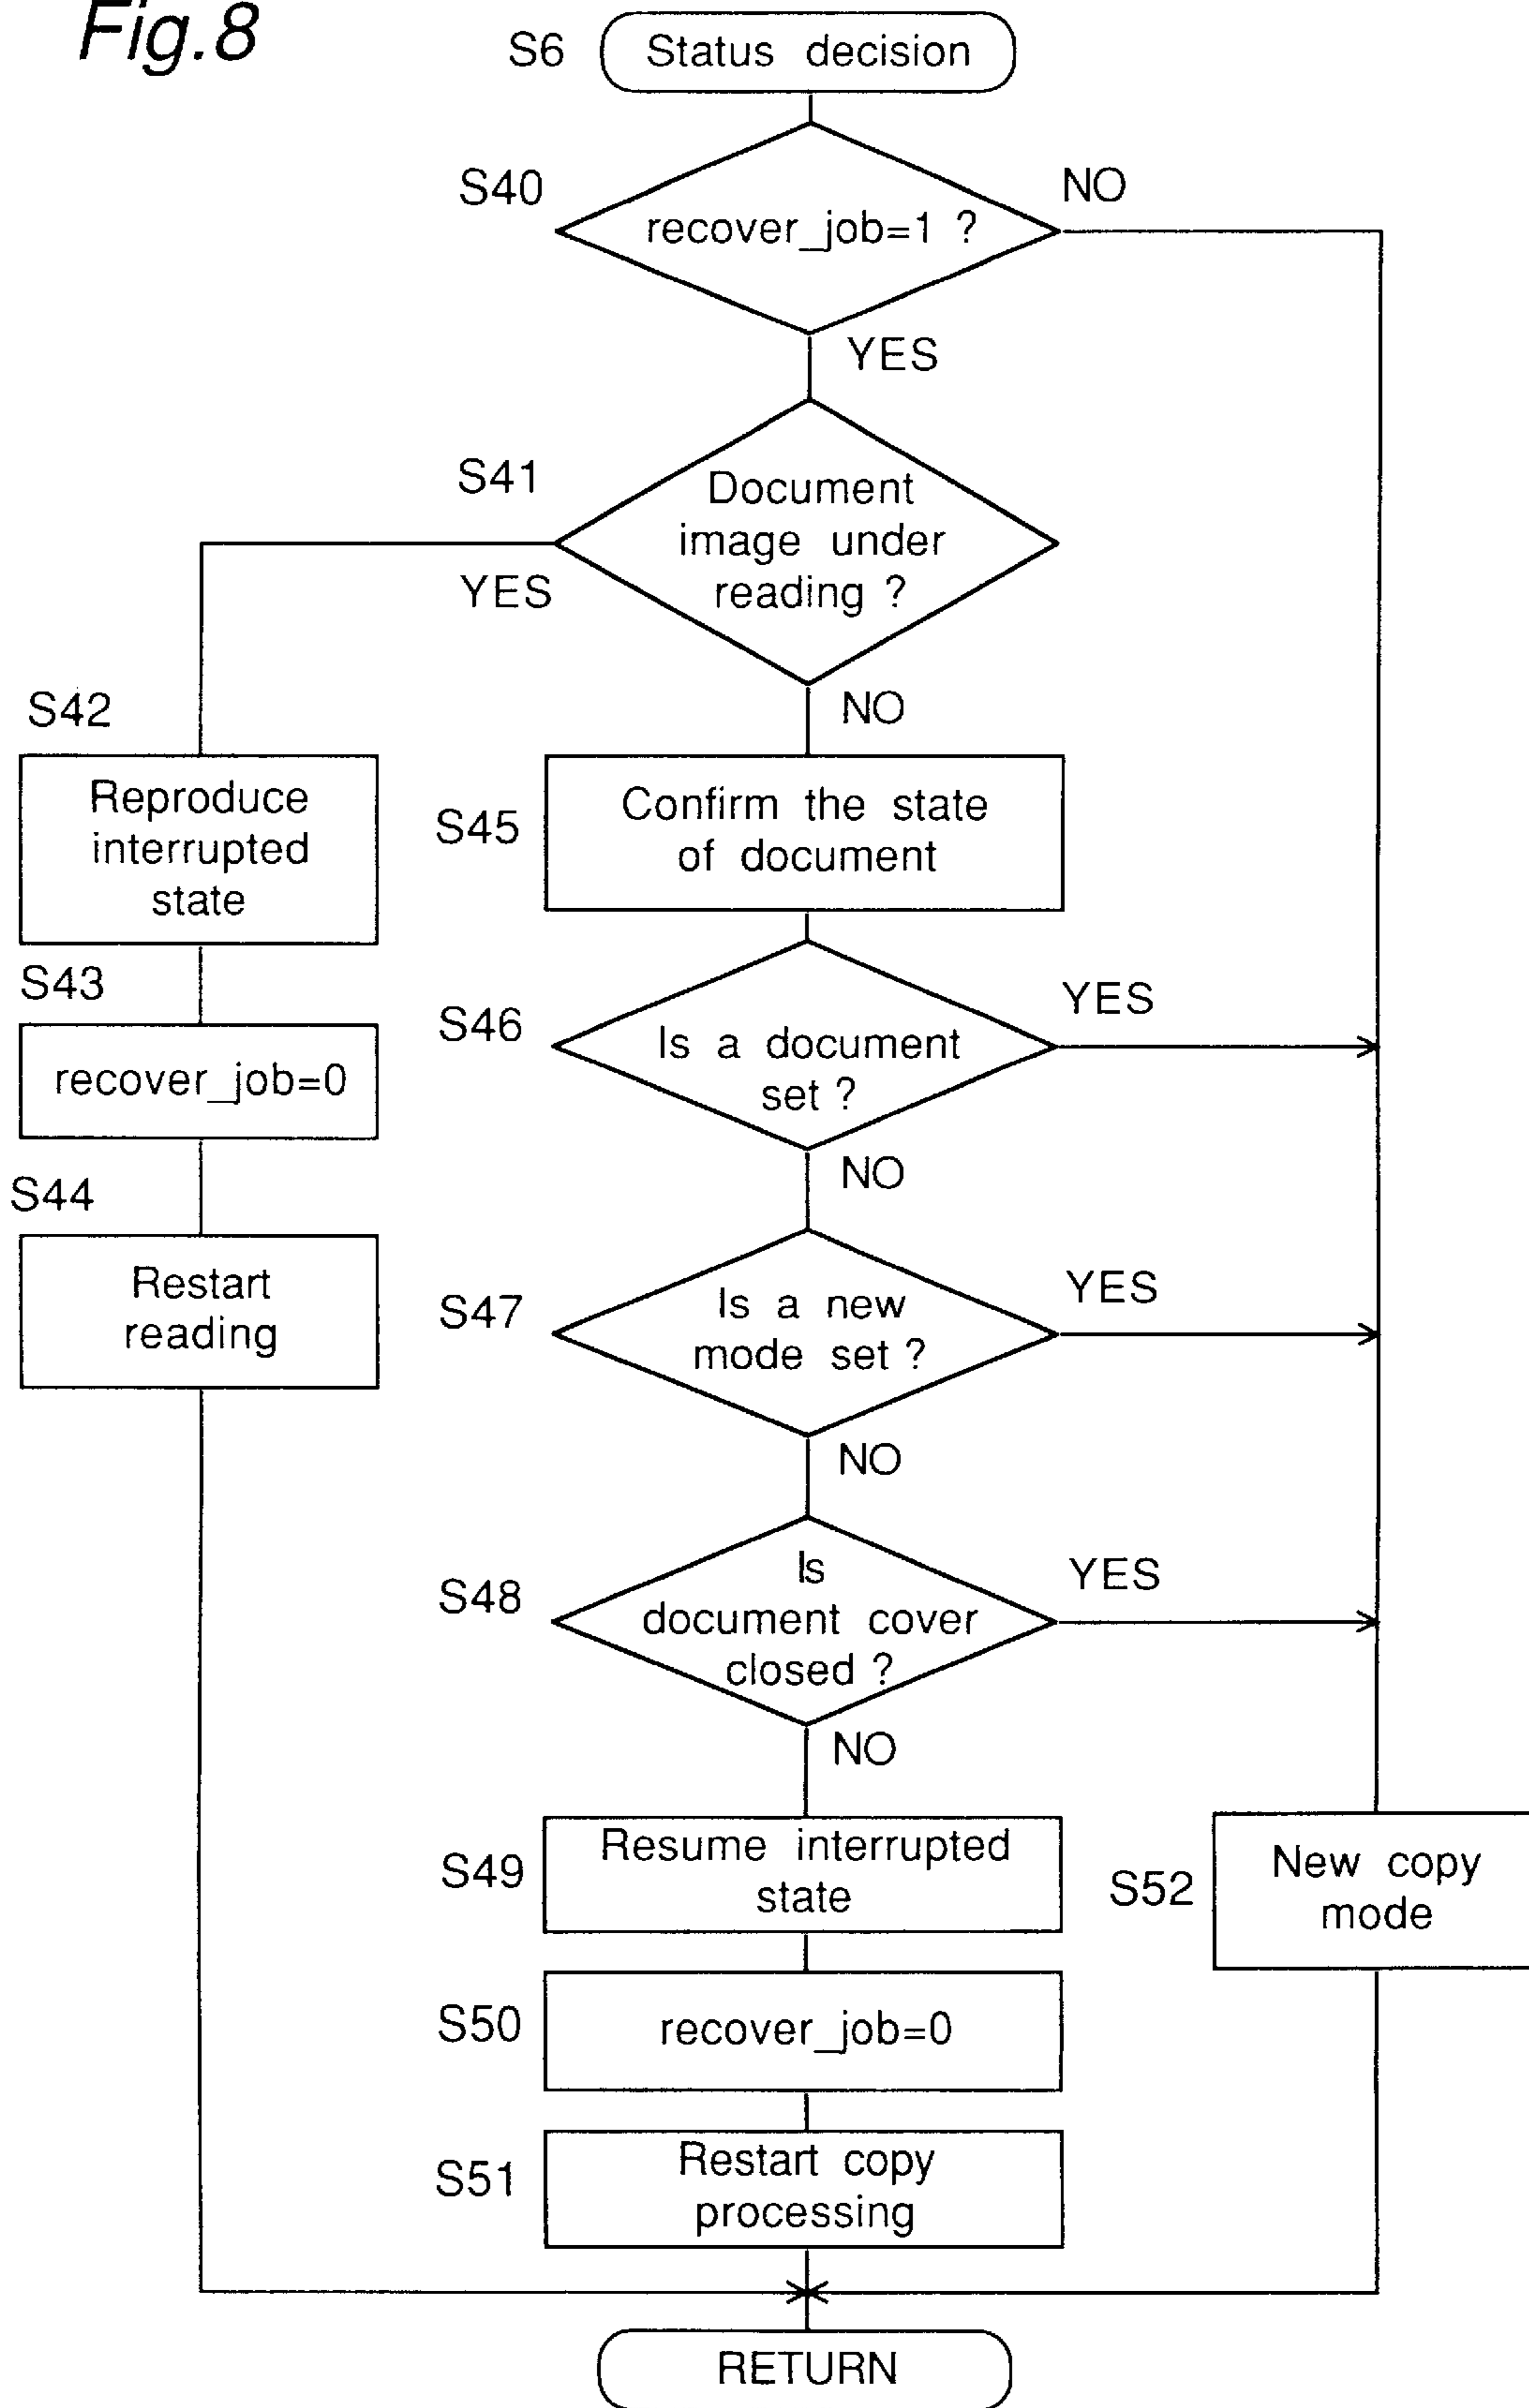 Fig.8
S6
Status decision
S40
recover_job=1 ?
NO
YES
S41
Document
image under
reading ?
YES
NO
S42
Reproduce
interrupted
state
S43
recover_job=0
S44
Restart
reading
S45
Confirm the state
of document
S46
Is a document
set ?
YES
NO
S47
Is a new
mode set ?
YES
NO
S48
Is
document cover
closed ?
YES
NO
S49
Resume interrupted
state
S52
New copy
mode
S50
recover_job=0
S51
Restart copy
processing
RETURN